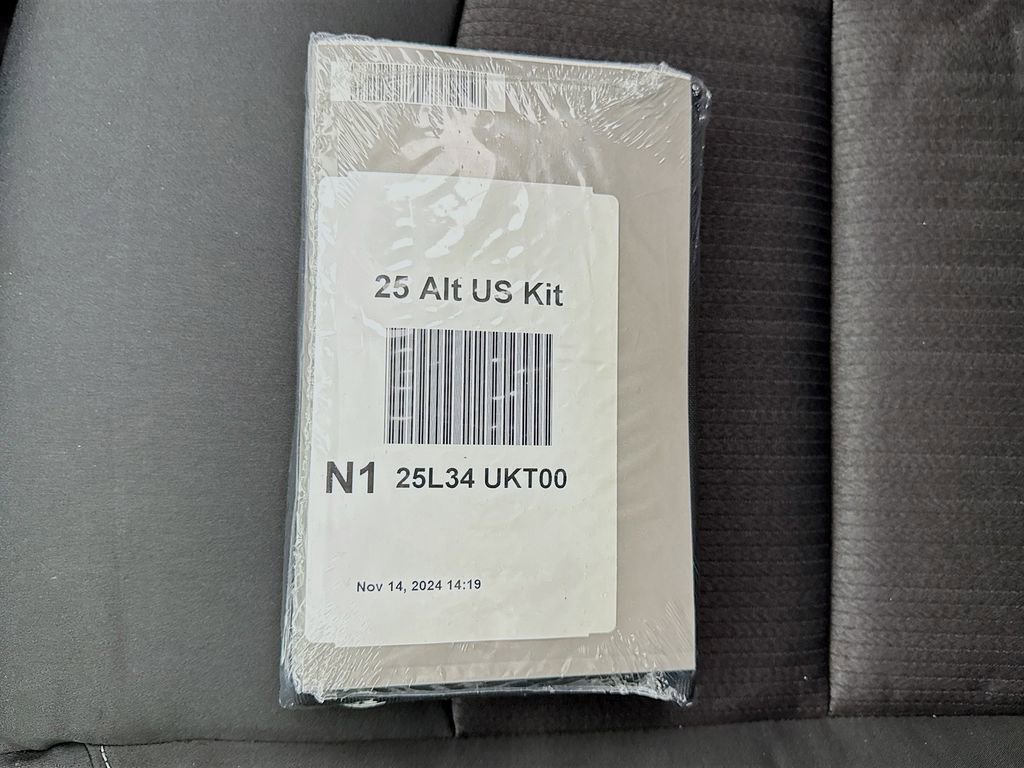 25 Alt US Kit
N1 25L34 UKT00
Nov 14, 2024 14:19